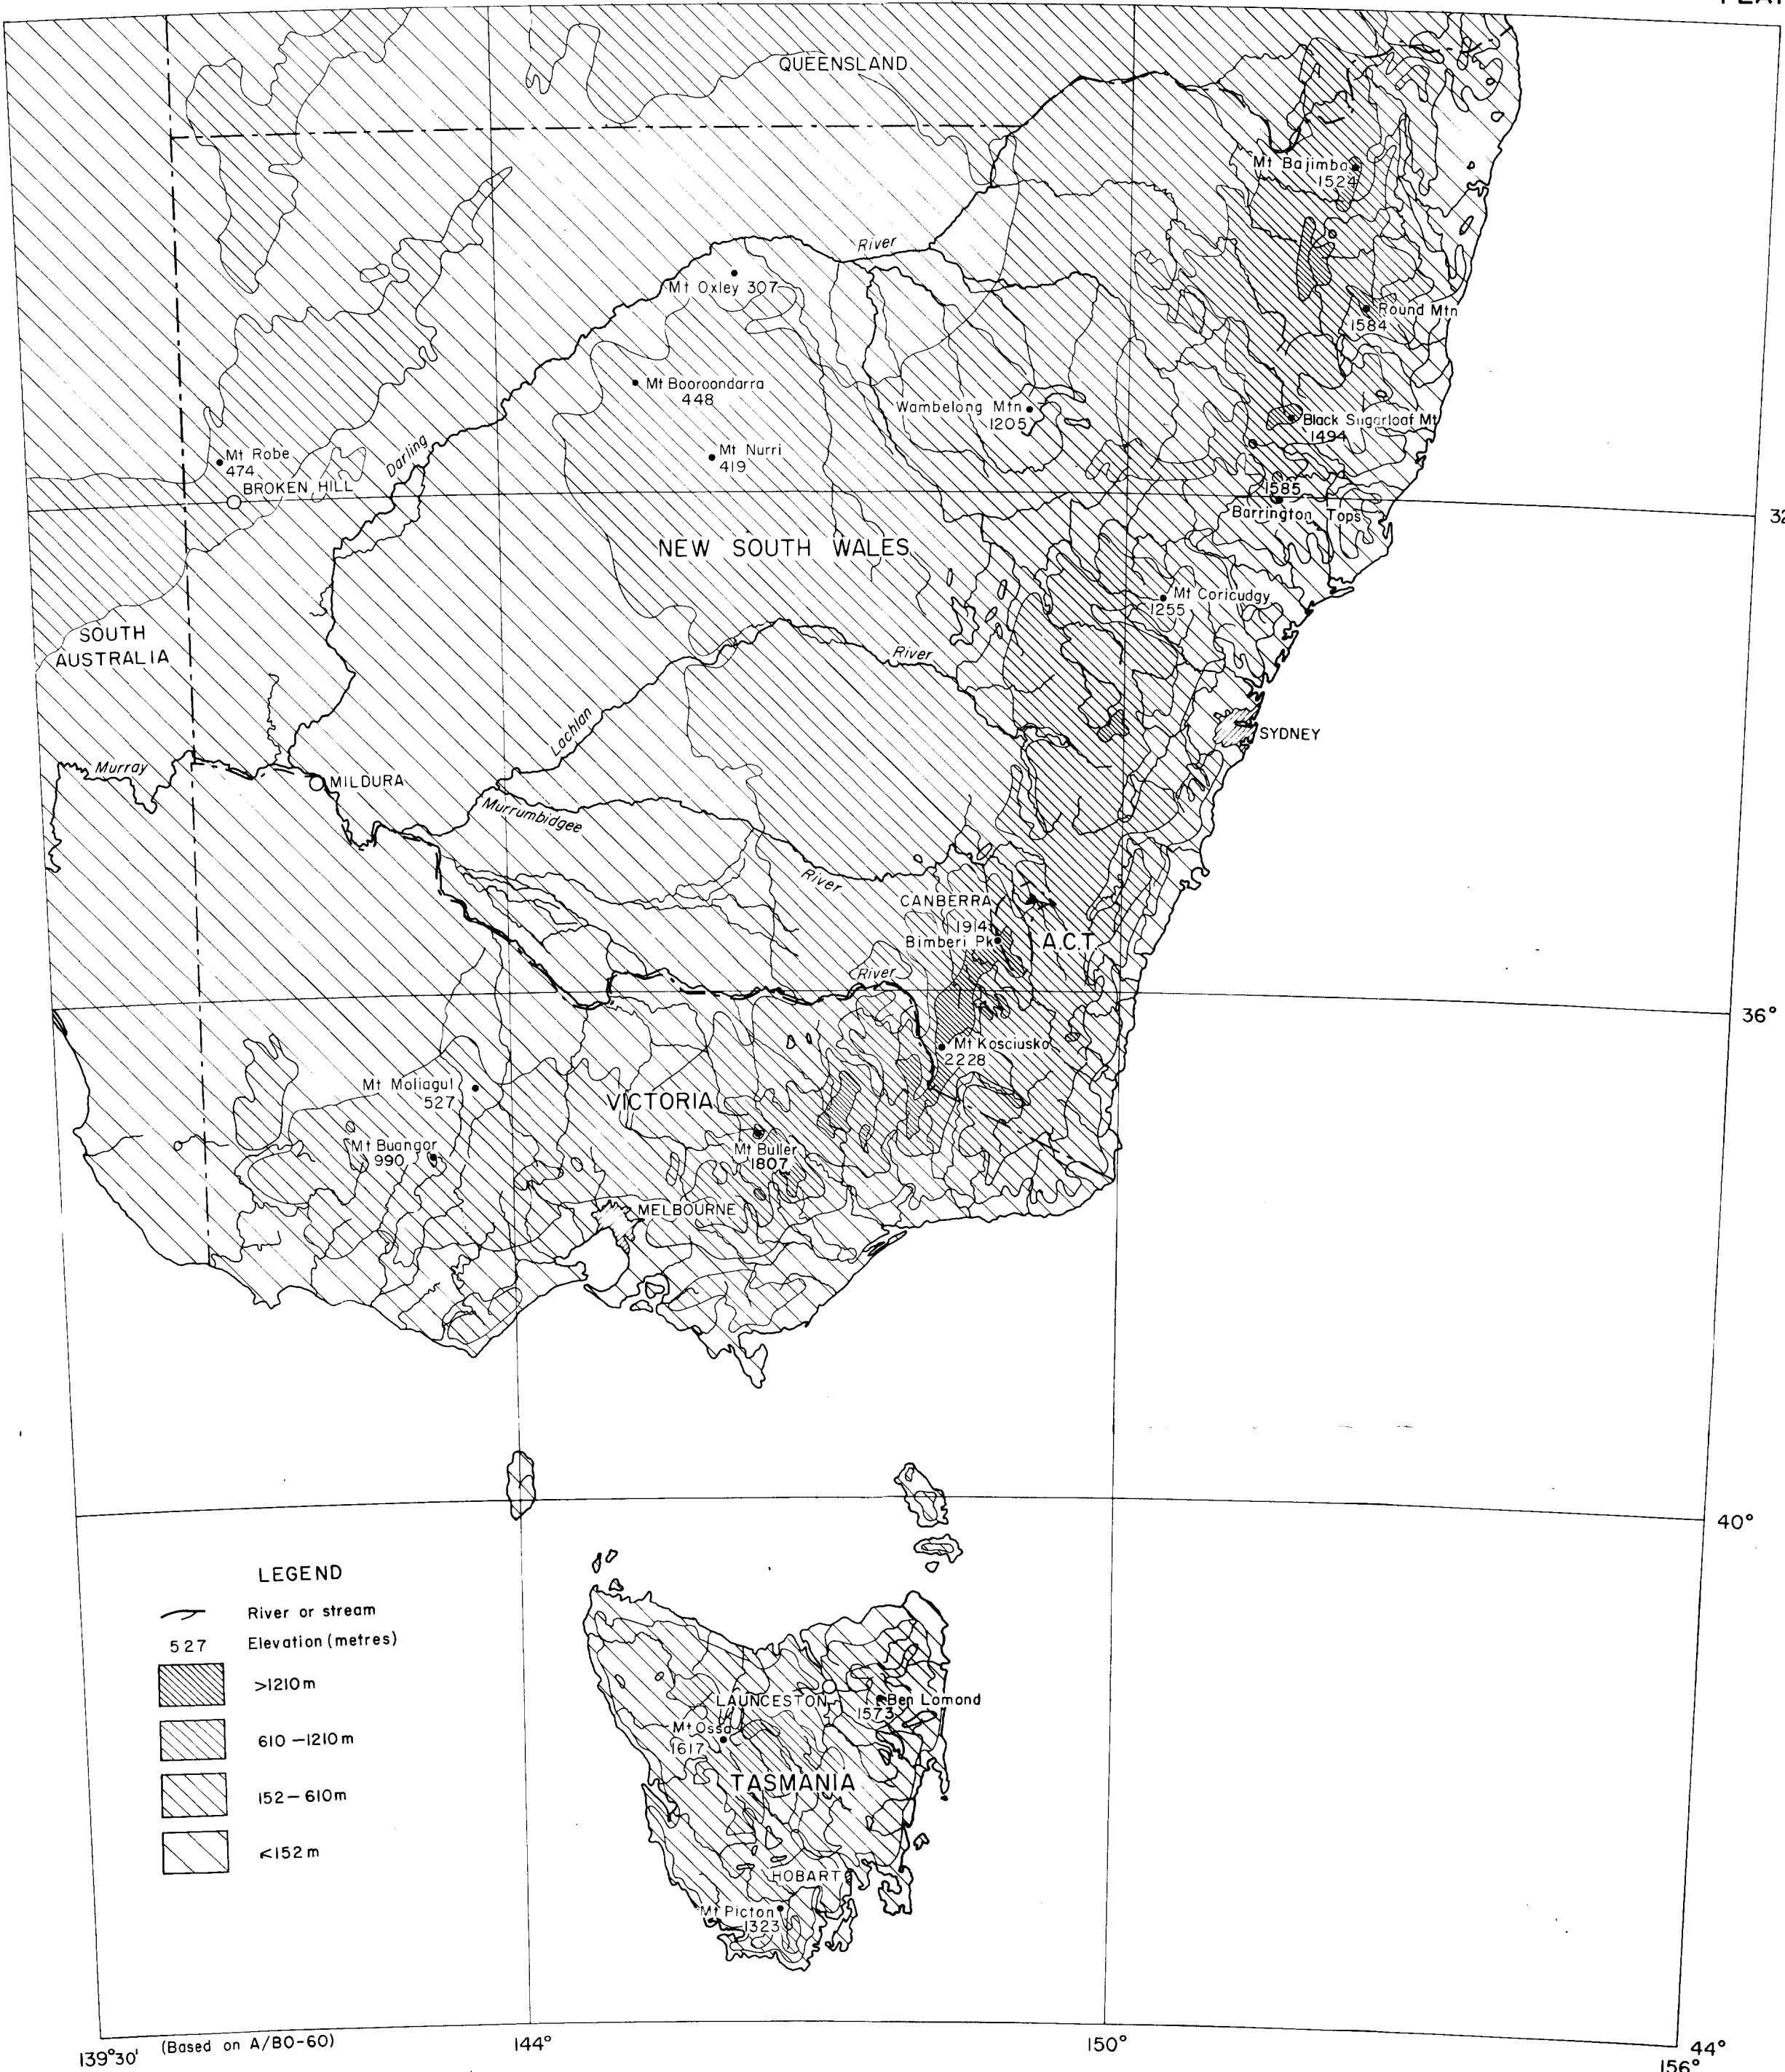 QUEENSLAND
Mt Bajimba
1524
River
Mt Oxley 307
Round Mtn
1584
Mt Booroondarra
448
Wambelong Mtn
1205
Black Sugarloaf Mt
1494
Darling
Mt Nurri
419
Mt Robe
474
BROKEN HILL
1585
Barrington Tops
NEW SOUTH WALES
Mt Coricudgy
1255
SOUTH
AUSTRALIA
River
Lachlan
SYDNEY
Murray
MILDURA
Murrumbidgee
River
CANBERRA
1914
Bimberi Pk
A.C.T.
River
36°
Mt Kosciusko
2228
Mt Moliagul
527
VICTORIA
Mt Buangor
990
Mt Buller
1807
MELBOURNE
40°
LEGEND
River or stream
527 Elevation (metres)
>1210m
610-1210m
152-610m
<152m
LAUNCESTON
Ben Lomond
1573
Mt Ossa
1617
TASMANIA
HOBART
Mt Picton
1323
(Based on A/BO-60)
139°30'
144°
150°
44°
156°